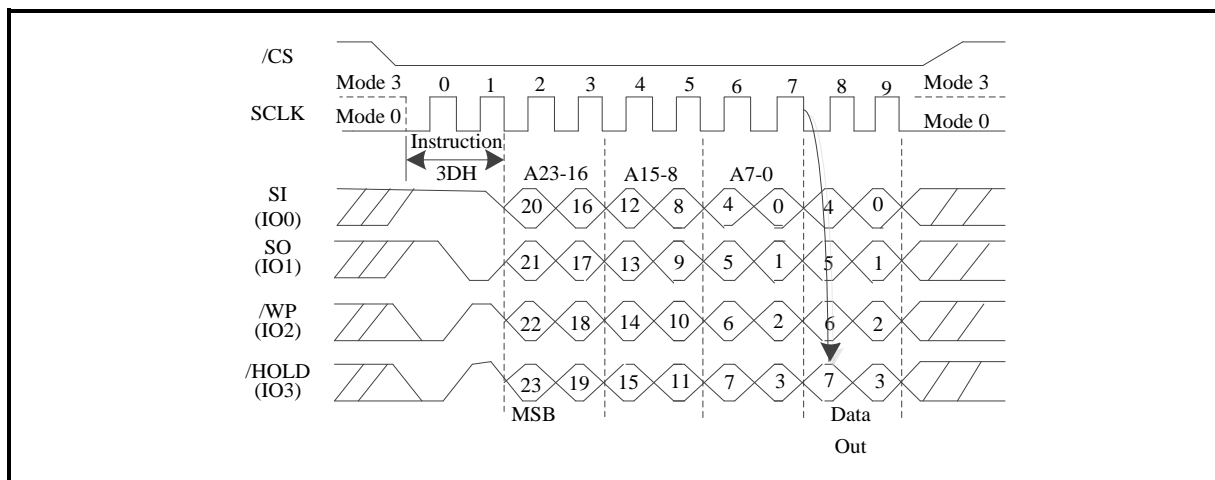 /CS
Mode 3 0 1 2 3 4 5 6 7 8 9 Mode 3
SCLK
Mode 0 Mode 0
Instruction
3DH A23-16 A15-8 A7-0
SI
(IO0)
20 16 12 8 4 0 4 0
SO
(IO1)
21 17 13 9 5 1 5 1
/WP
(IO2)
22 18 14 10 6 2 6 2
/HOLD
(IO3)
23 19 15 11 7 3 7 3
MSB Data
Out